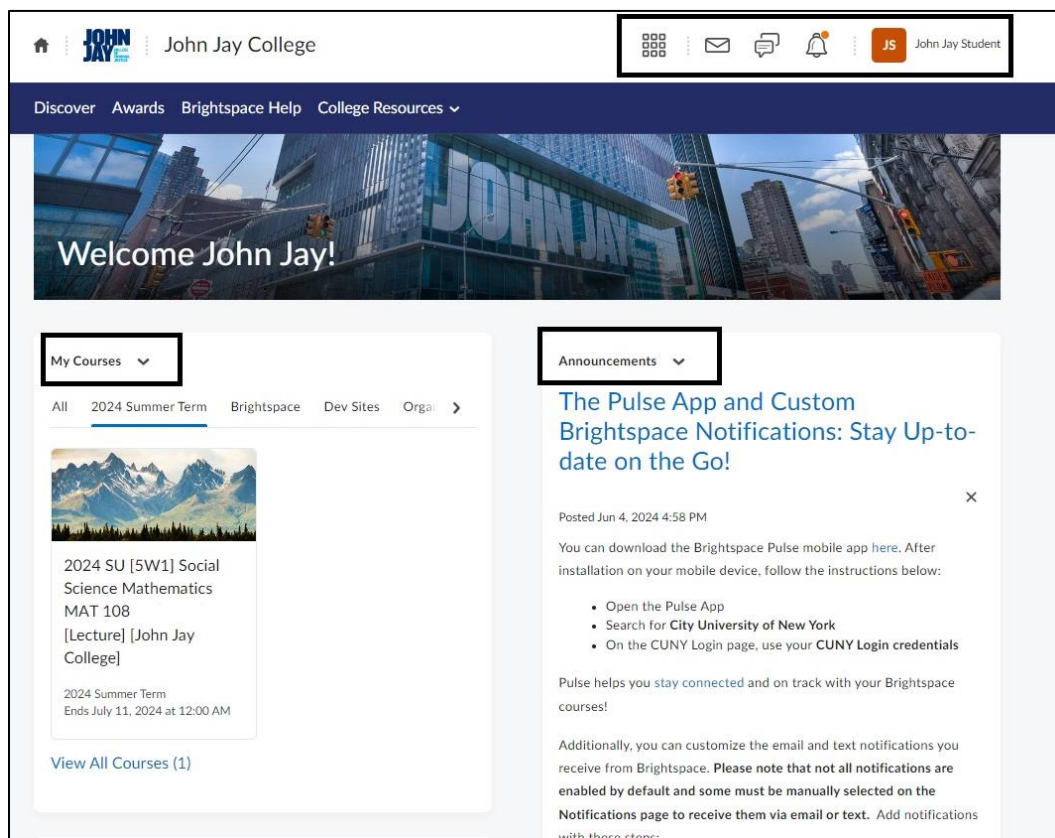 JOHN
JAY
John Jay College
JS
John Jay Student
Discover Awards Brightspace Help College Resources
JOHN JAY
Welcome John Jay!
My Courses
All 2024 Summer Term Brightspace Dev Sites Orga
2024 SU [5W1] Social
Science Mathematics
MAT 108
[Lecture] [John Jay
College]
2024 Summer Term
Ends July 11, 2024 at 12:00 AM
View All Courses (1)
Announcements
The Pulse App and Custom
Brightspace Notifications: Stay Up-to-
date on the Go!
Posted Jun 4, 2024 4:58 PM
You can download the Brightspace Pulse mobile app here. After
installation on your mobile device, follow the instructions below:
• Open the Pulse App
• Search for City University of New York
• On the CUNY Login page, use your CUNY Login credentials
Pulse helps you stay connected and on track with your Brightspace
courses!
Additionally, you can customize the email and text notifications you
receive from Brightspace. Please note that not all notifications are
enabled by default and some must be manually selected on the
Notifications page to receive them via email or text. Add notifications
with these steps: